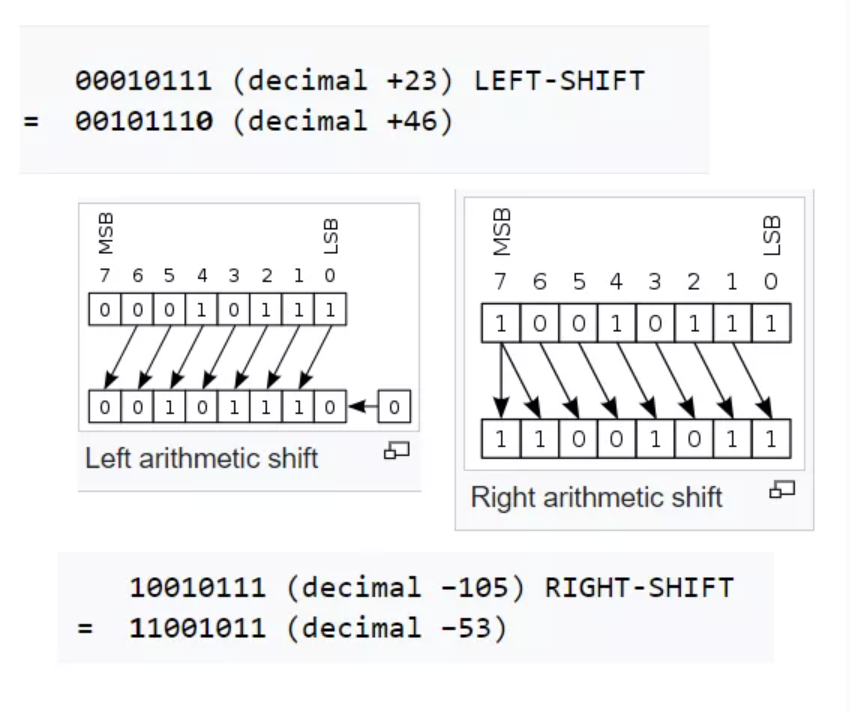 00010111 (decimal +23) LEFT-SHIFT
= 00101110 (decimal +46)
MSB LSB
7 6 5 4 3 2 1 0
0 0 0 1 0 1 1 1
0 0 1 0 1 1 1 0 0
Left arithmetic shift
MSB LSB
7 6 5 4 3 2 1 0
1 0 0 1 0 1 1 1
1 1 0 0 1 0 1 1
Right arithmetic shift
10010111 (decimal −105) RIGHT-SHIFT
= 11001011 (decimal −53)